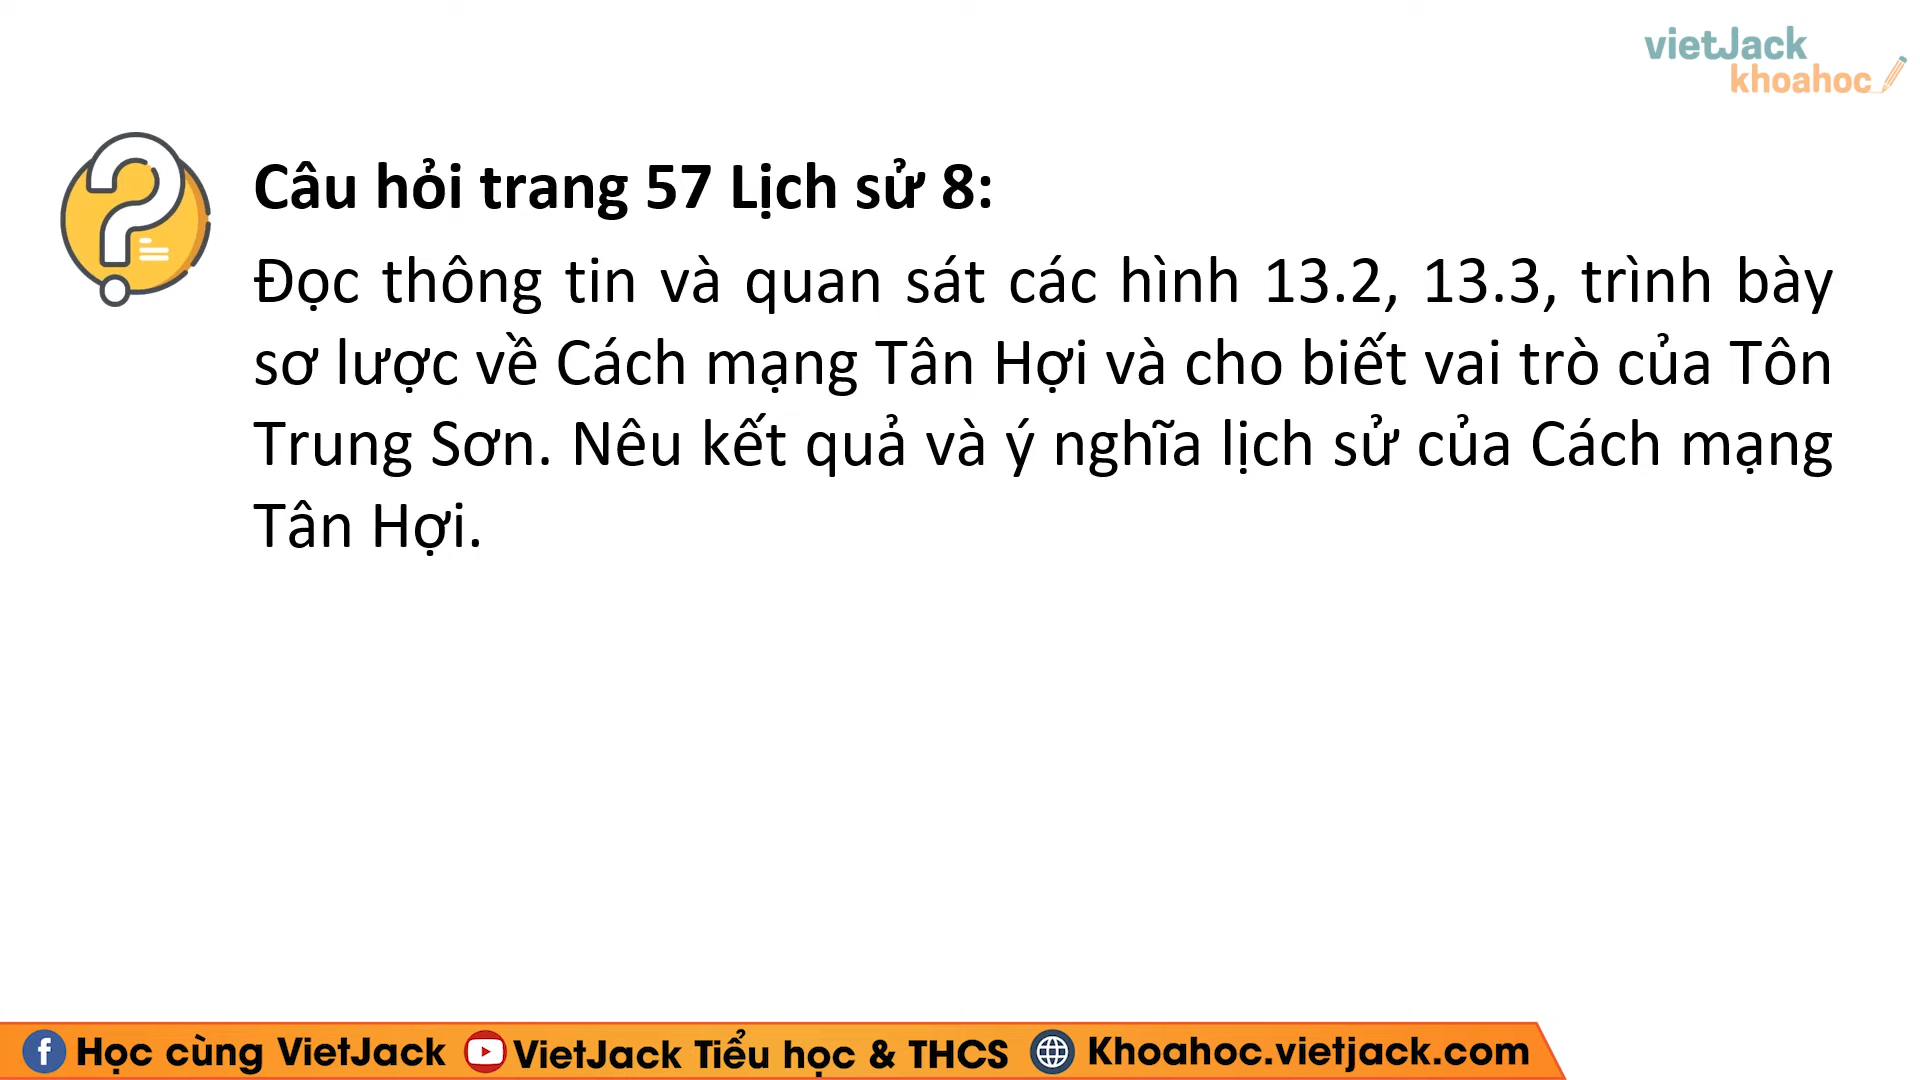 vietJack
khoahoc
Câu hỏi trang 57 Lịch sử 8:
Đọc thông tin và quan sát các hình 13.2, 13.3, trình bày
sơ lược về Cách mạng Tân Hợi và cho biết vai trò của Tôn
Trung Sơn. Nêu kết quả và ý nghĩa lịch sử của Cách mạng
Tân Hợi.
Học cùng VietJack VietJack Tiểu học & THCS Khoahoc.vietjack.com